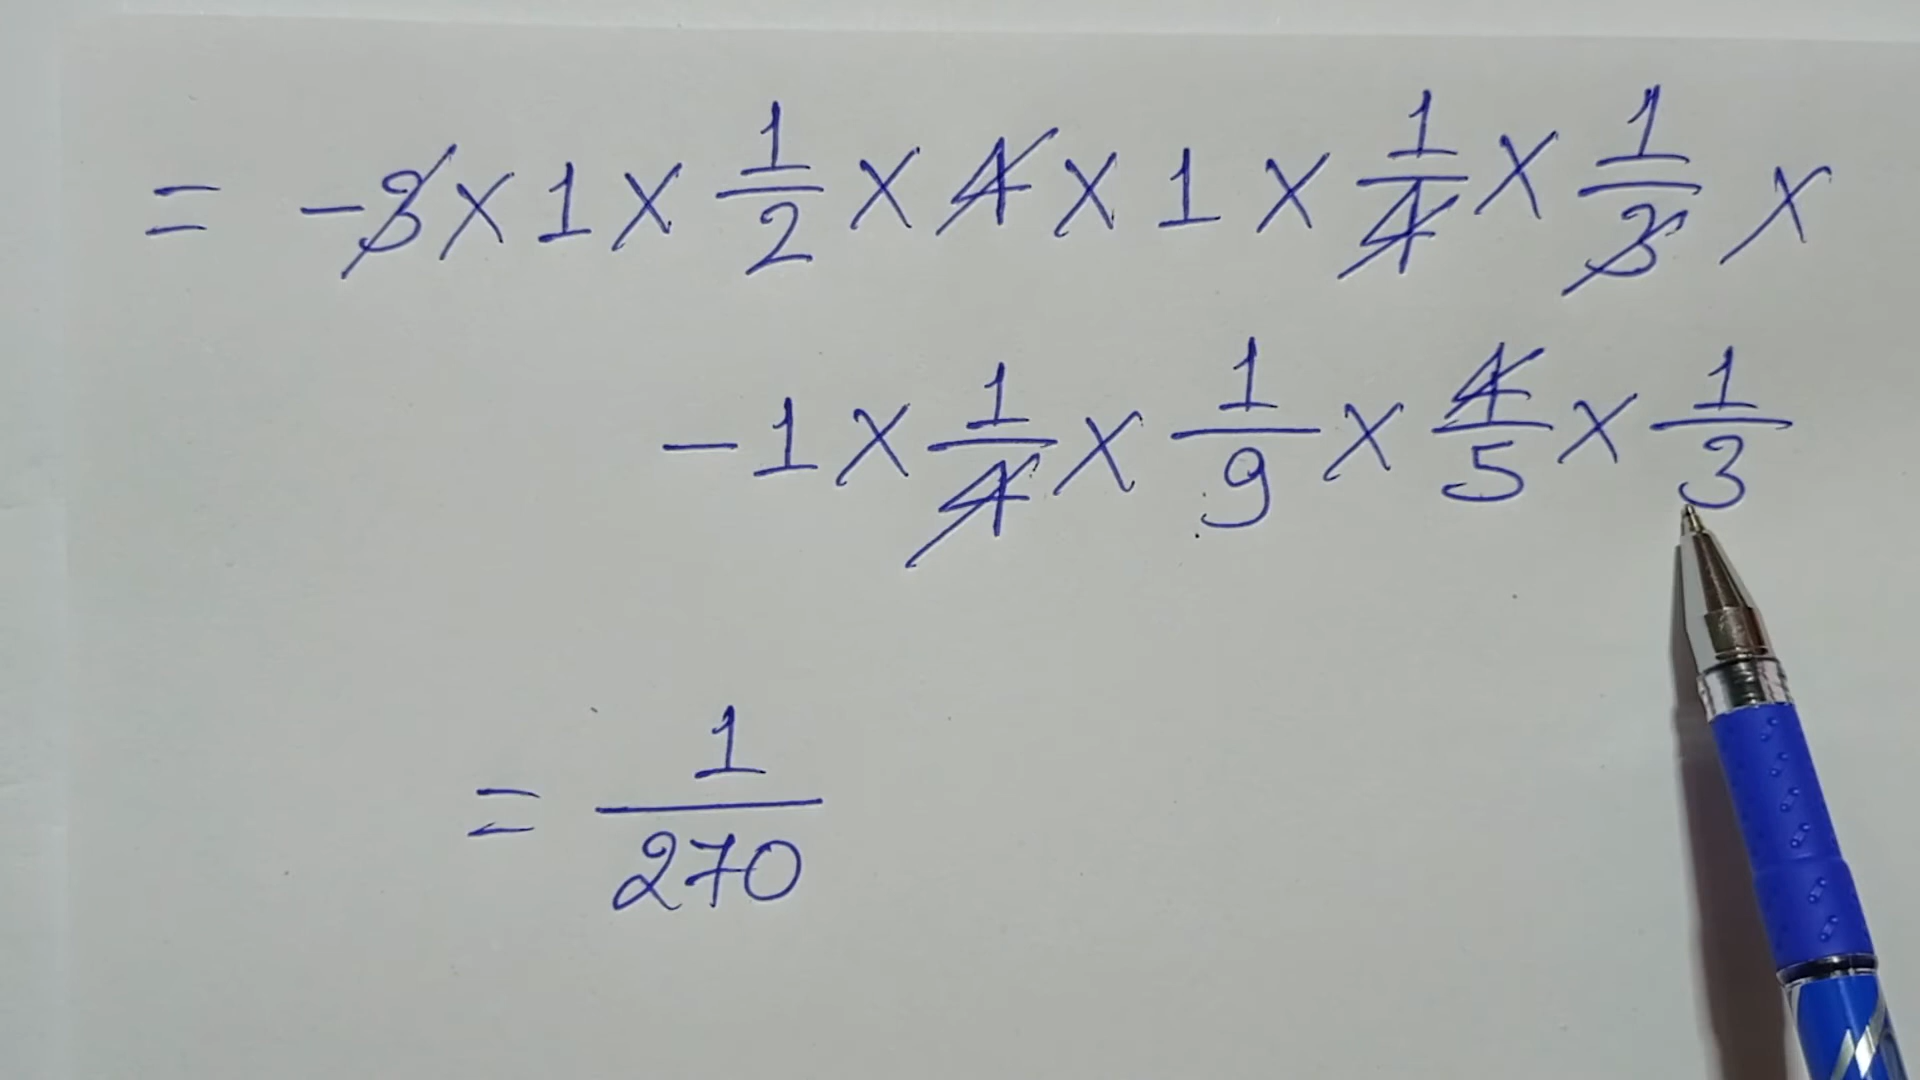 = -3 × 1 × 1/2 × 4 × 1 × 1/4 × 1/3 ×
-1 × 1/4 × 1/9 × 4/5 × 1/3
= 1/270